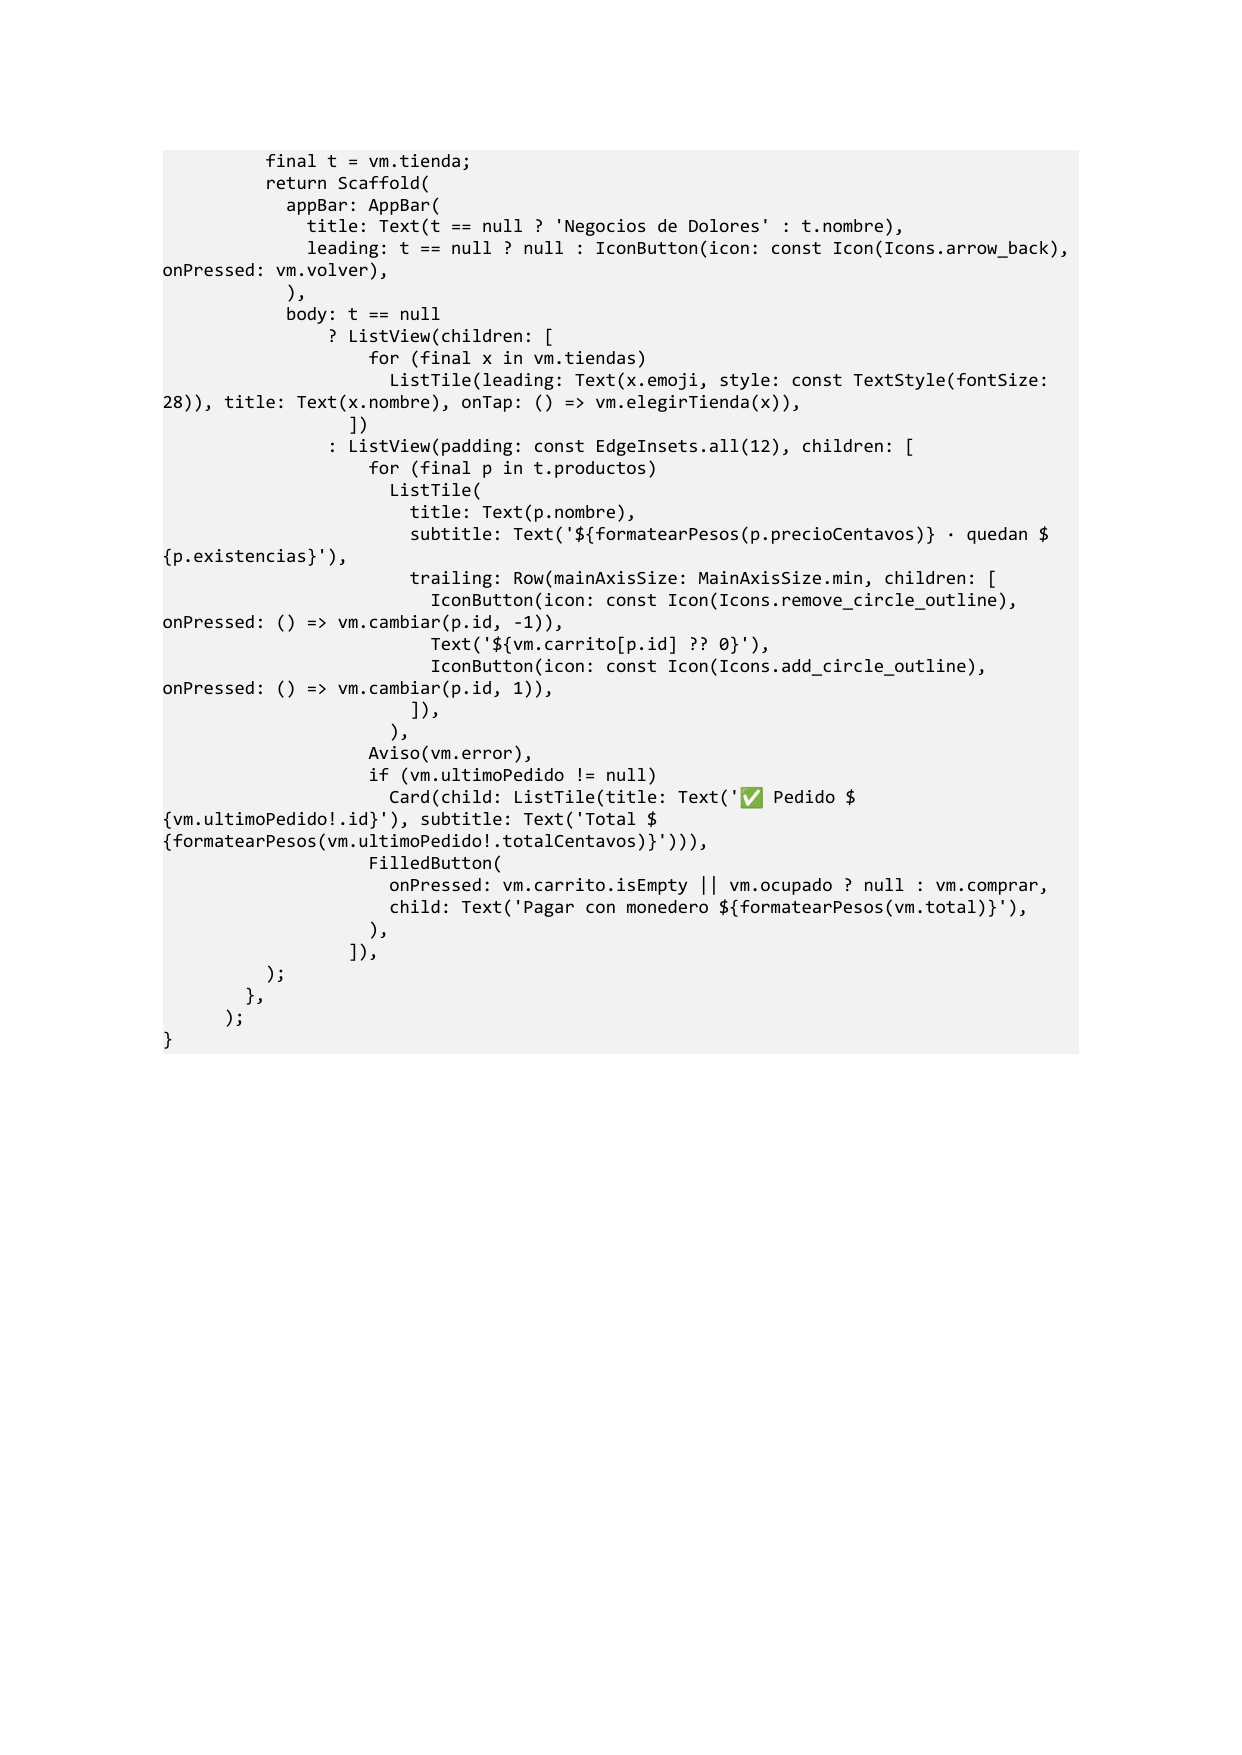 final t = vm.tienda;
return Scaffold(
appBar: AppBar(
title: Text(t == null ? 'Negocios de Dolores' : t.nombre),
leading: t == null ? null : IconButton(icon: const Icon(Icons.arrow_back),
onPressed: vm.volver),
),
body: t == null
? ListView(children: [
for (final x in vm.tiendas)
ListTile(leading: Text(x.emoji, style: const TextStyle(fontSize:
28)), title: Text(x.nombre), onTap: () => vm.elegirTienda(x)),
])
: ListView(padding: const EdgeInsets.all(12), children: [
for (final p in t.productos)
ListTile(
title: Text(p.nombre),
subtitle: Text('${formatearPesos(p.precioCentavos)} · quedan $
{p.existencias}'),
trailing: Row(mainAxisSize: MainAxisSize.min, children: [
IconButton(icon: const Icon(Icons.remove_circle_outline),
onPressed: () => vm.cambiar(p.id, -1)),
Text('${vm.carrito[p.id] ?? 0}'),
IconButton(icon: const Icon(Icons.add_circle_outline),
onPressed: () => vm.cambiar(p.id, 1)),
]),
),
Aviso(vm.error),
if (vm.ultimoPedido != null)
Card(child: ListTile(title: Text('✅ Pedido $
{vm.ultimoPedido!.id}'), subtitle: Text('Total $
{formatearPesos(vm.ultimoPedido!.totalCentavos)}'))),
FilledButton(
onPressed: vm.carrito.isEmpty || vm.ocupado ? null : vm.comprar,
child: Text('Pagar con monedero ${formatearPesos(vm.total)}'),
),
]),
);
},
);
}